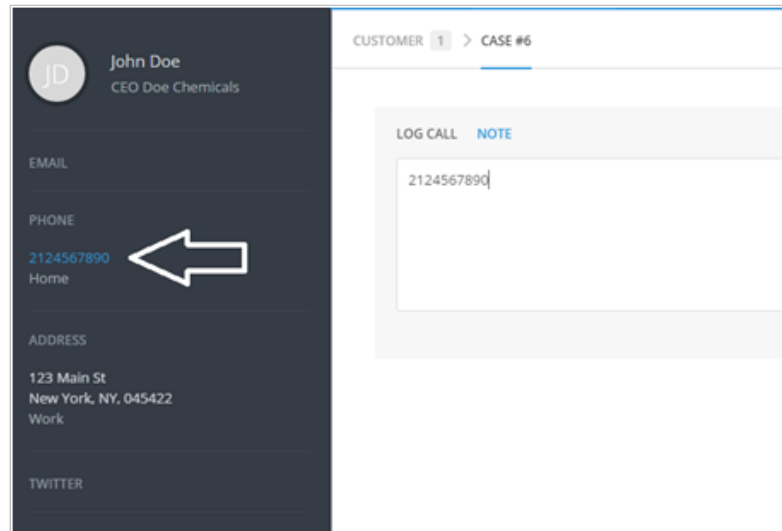 JD
John Doe
CEO Doe Chemicals
EMAIL
PHONE
2124567890
Home
ADDRESS
123 Main St
New York, NY, 045422
Work
TWITTER
CUSTOMER 1 > CASE #6
LOG CALL NOTE
2124567890